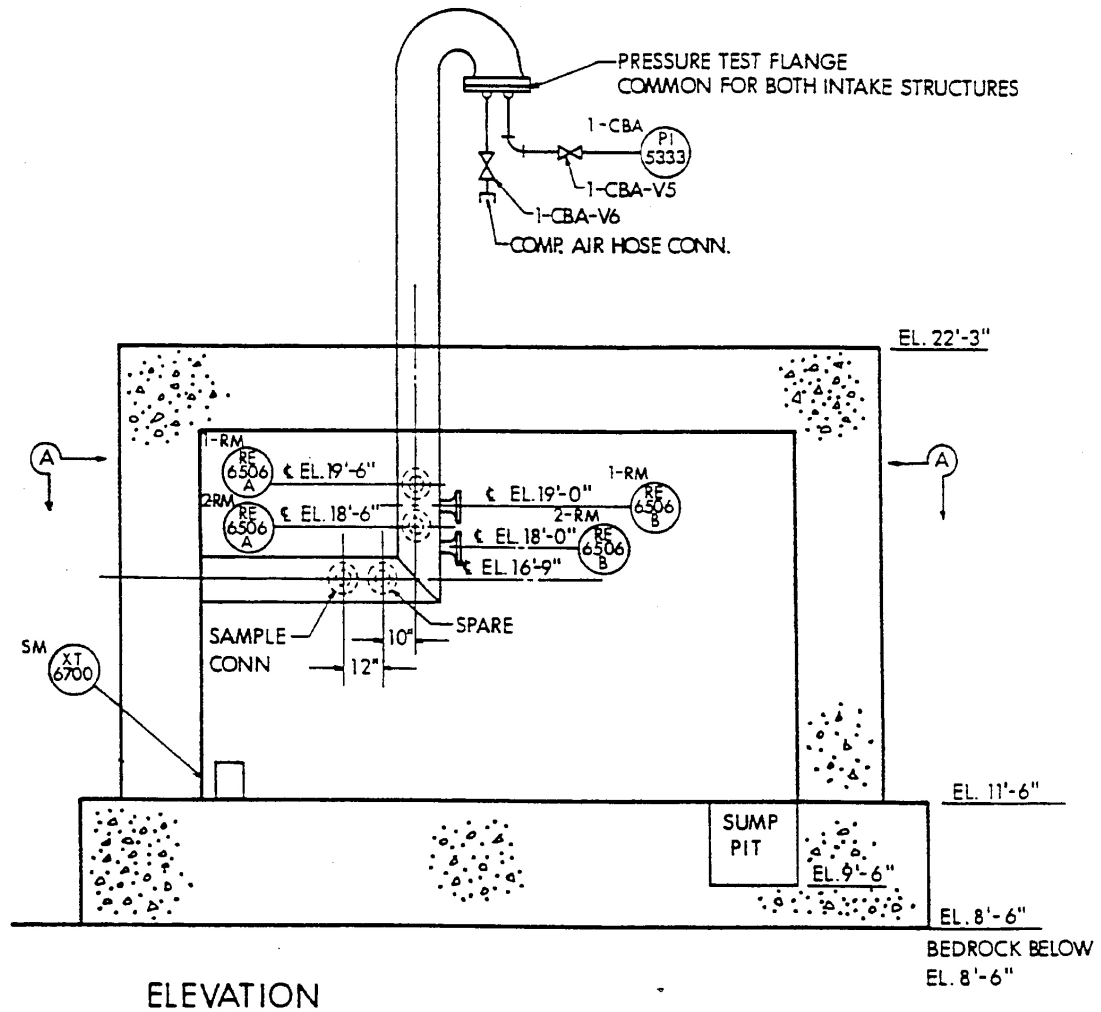 PRESSURE TEST FLANGE
COMMON FOR BOTH INTAKE STRUCTURES
1-CBA
PI
5333
1-CBA-V5
1-CBA-V6
COMP. AIR HOSE CONN.
EL. 22'-3"
A
A
1-RM
RE
6506
A
℄ EL.19'-6"
1-RM
RE
6506
B
℄ EL.19'-0"
2-RM
RE
6506
A
℄ EL.18'-6"
2-RM
RE
6506
B
℄ EL.18'-0"
℄ EL.16'-9"
SAMPLE
CONN
SPARE
10"
12"
SM
XT
6700
EL. 11'-6"
SUMP
PIT
EL.9'-6"
EL.8'-6"
BEDROCK BELOW
EL. 8'-6"
ELEVATION